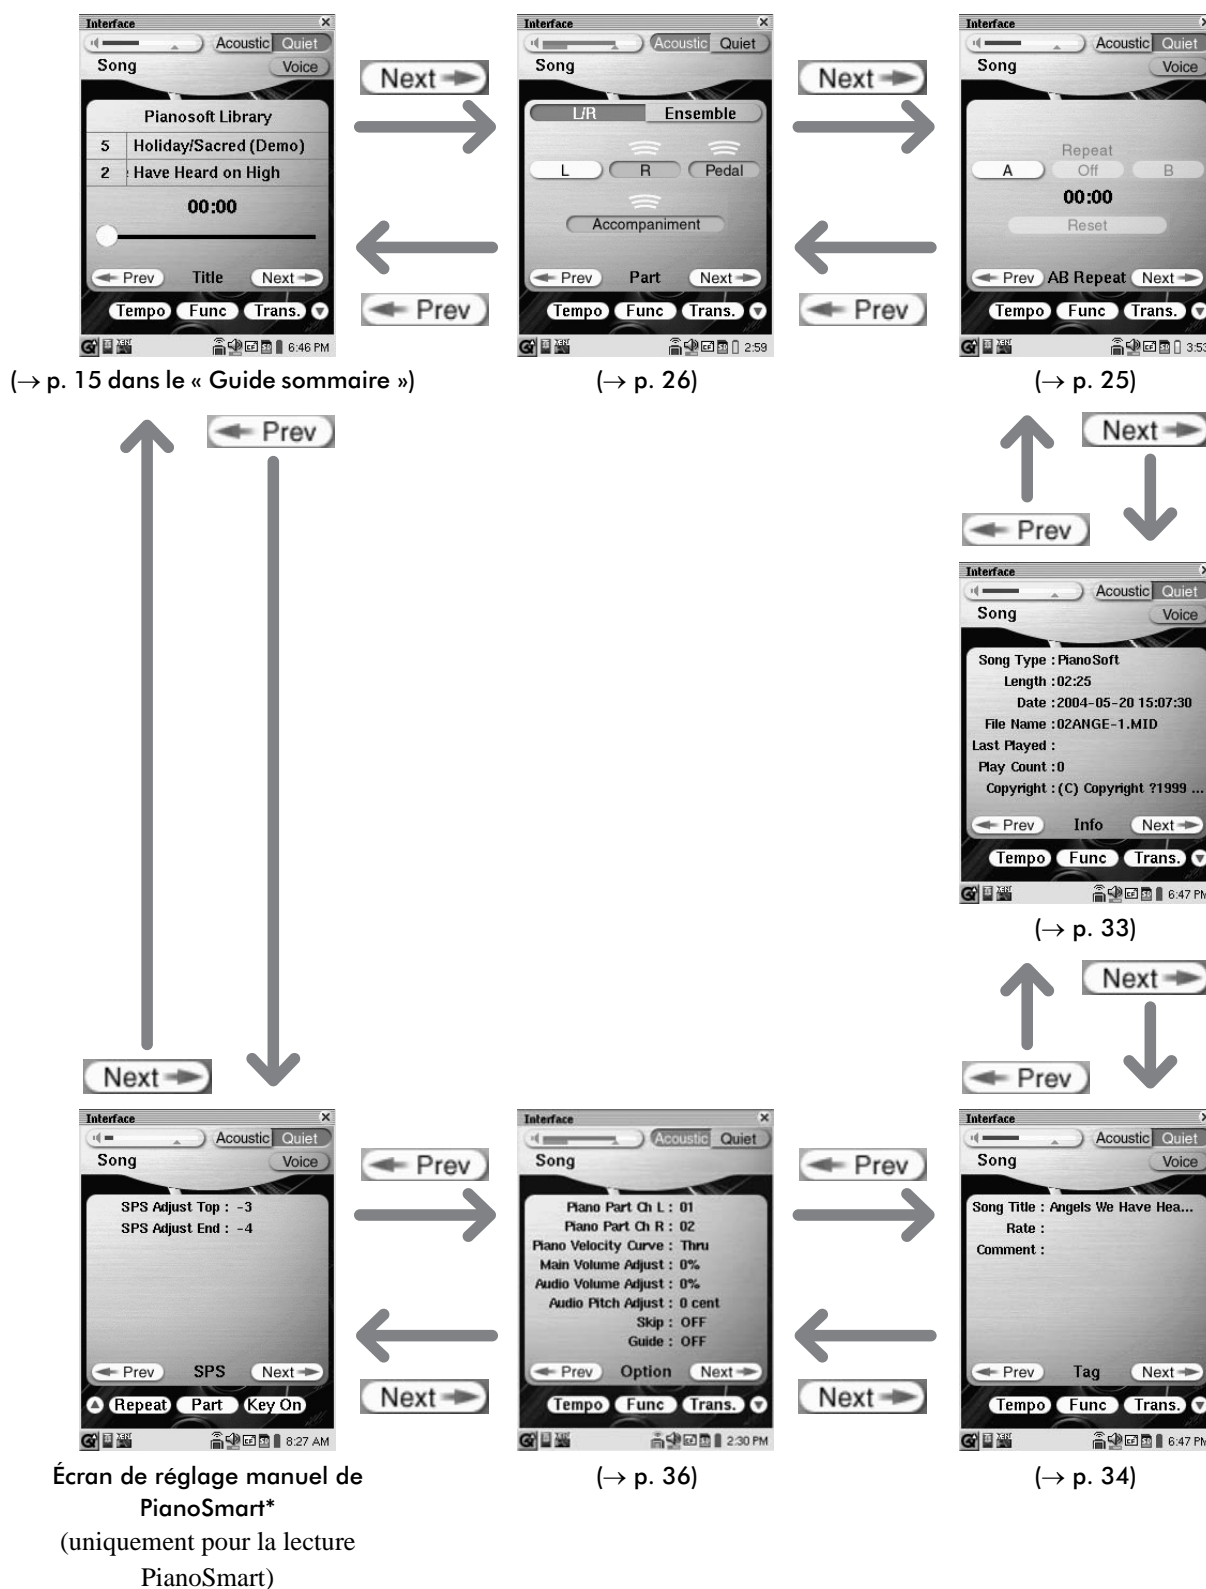 Interface
Acoustic Quiet
Song Voice
Pianosoft Library
5 Holiday/Sacred (Demo)
2 Have Heard on High
00:00
Prev Title Next
Tempo Func Trans.
6:46 PM
(→ p. 15 dans le « Guide sommaire »)
Next
Prev
Interface
Acoustic Quiet
Song
L/R Ensemble
L R Pedal
Accompaniment
Prev Part Next
Tempo Func Trans.
2:59
(→ p. 26)
Next
Prev
Interface
Acoustic Quiet
Song Voice
Repeat
A Off B
00:00
Reset
Prev AB Repeat Next
Tempo Func Trans.
3:53
(→ p. 25)
Prev
Next
Prev
Interface
Acoustic Quiet
Song Voice
Song Type : PianoSoft
Length : 02:25
Date : 2004-05-20 15:07:30
File Name : 02ANGE-1.MID
Last Played :
Play Count : 0
Copyright : (C) Copyright ?1999 ...
Prev Info Next
Tempo Func Trans.
6:47 PM
(→ p. 33)
Next
Prev
Next
Interface
Acoustic Quiet
Song Voice
SPS Adjust Top : -3
SPS Adjust End : -4
Prev SPS Next
Repeat Part Key On
8:27 AM
Écran de réglage manuel de
PianoSmart*
(uniquement pour la lecture
PianoSmart)
Prev
Next
Interface
Acoustic Quiet
Song
Piano Part Ch L : 01
Piano Part Ch R : 02
Piano Velocity Curve : Thru
Main Volume Adjust : 0%
Audio Volume Adjust : 0%
Audio Pitch Adjust : 0 cent
Skip : OFF
Guide : OFF
Prev Option Next
Tempo Func Trans.
2:30 PM
(→ p. 36)
Prev
Next
Interface
Acoustic Quiet
Song Voice
Song Title : Angels We Have Hea...
Rate :
Comment :
Prev Tag Next
Tempo Func Trans.
6:47 PM
(→ p. 34)